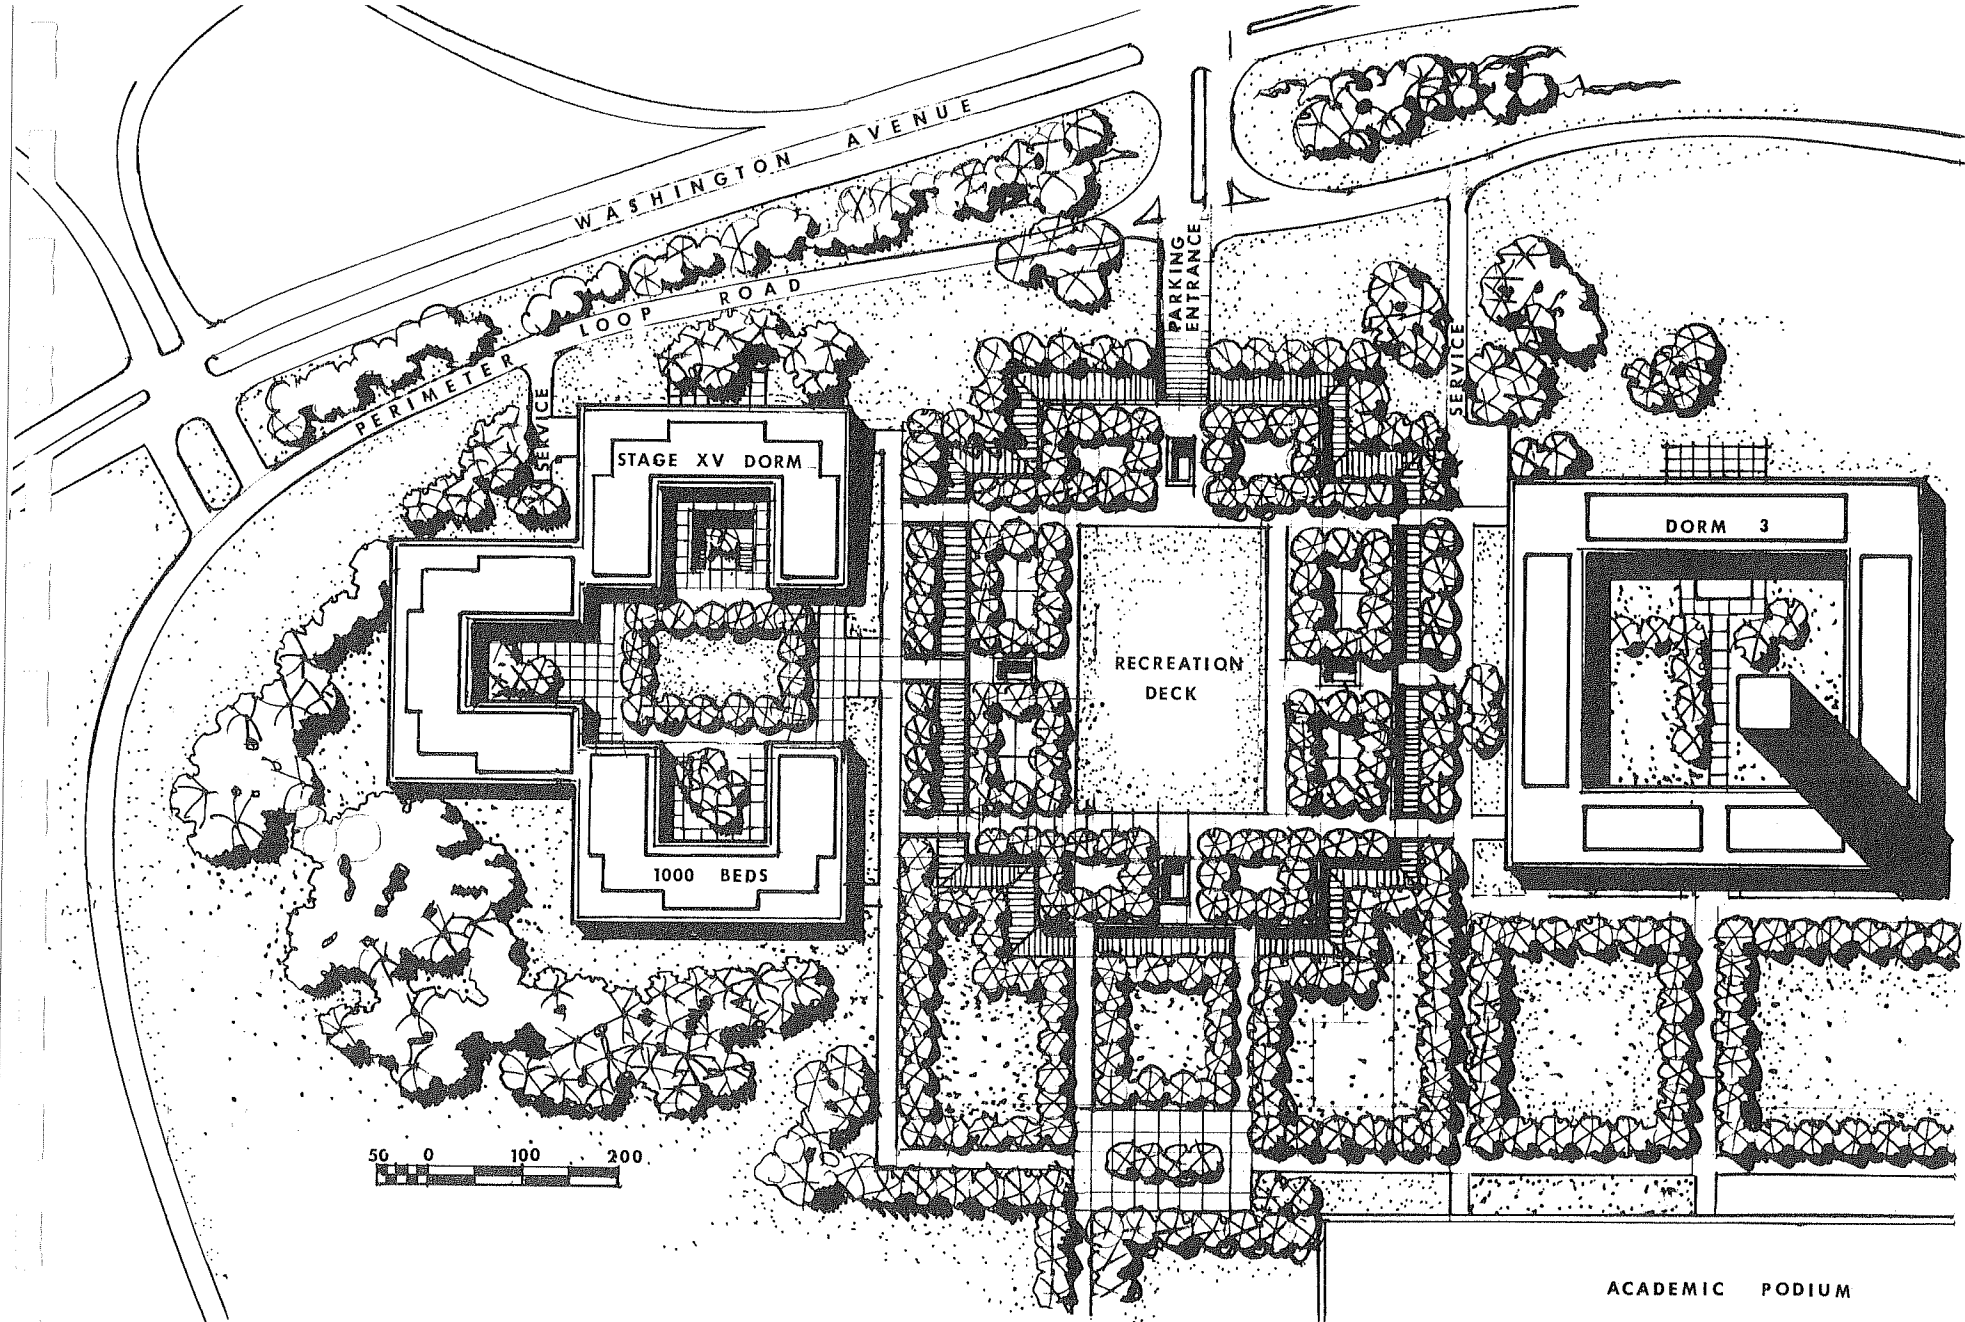 WASHINGTON AVENUE
PERIMETER LOOP ROAD
PARKING
ENTRANCE
SERVICE
SERVICE
STAGE XV DORM
DORM 3
RECREATION
DECK
1000 BEDS
50 0 100 200
ACADEMIC PODIUM